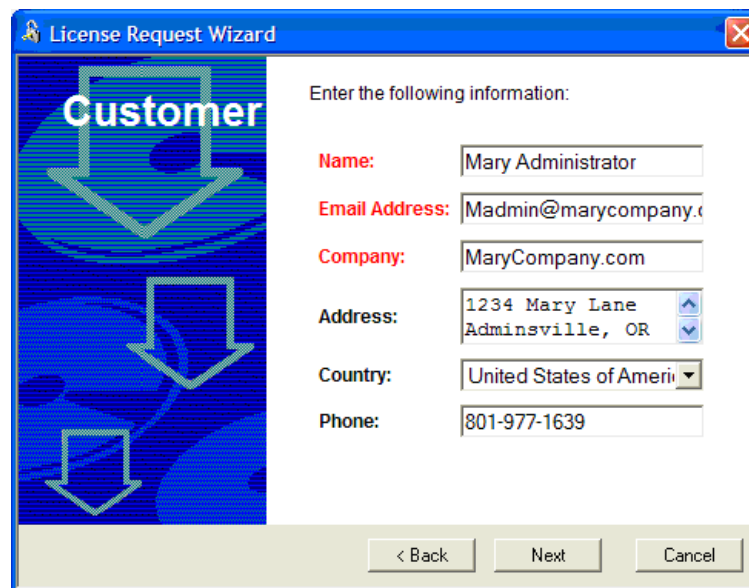 License Request Wizard
Customer
Enter the following information:
Name: Mary Administrator
Email Address: Madmin@marycompany.
Company: MaryCompany.com
Address: 1234 Mary Lane
Adminsville, OR
Country: United States of Ameri
Phone: 801-977-1639
< Back Next Cancel